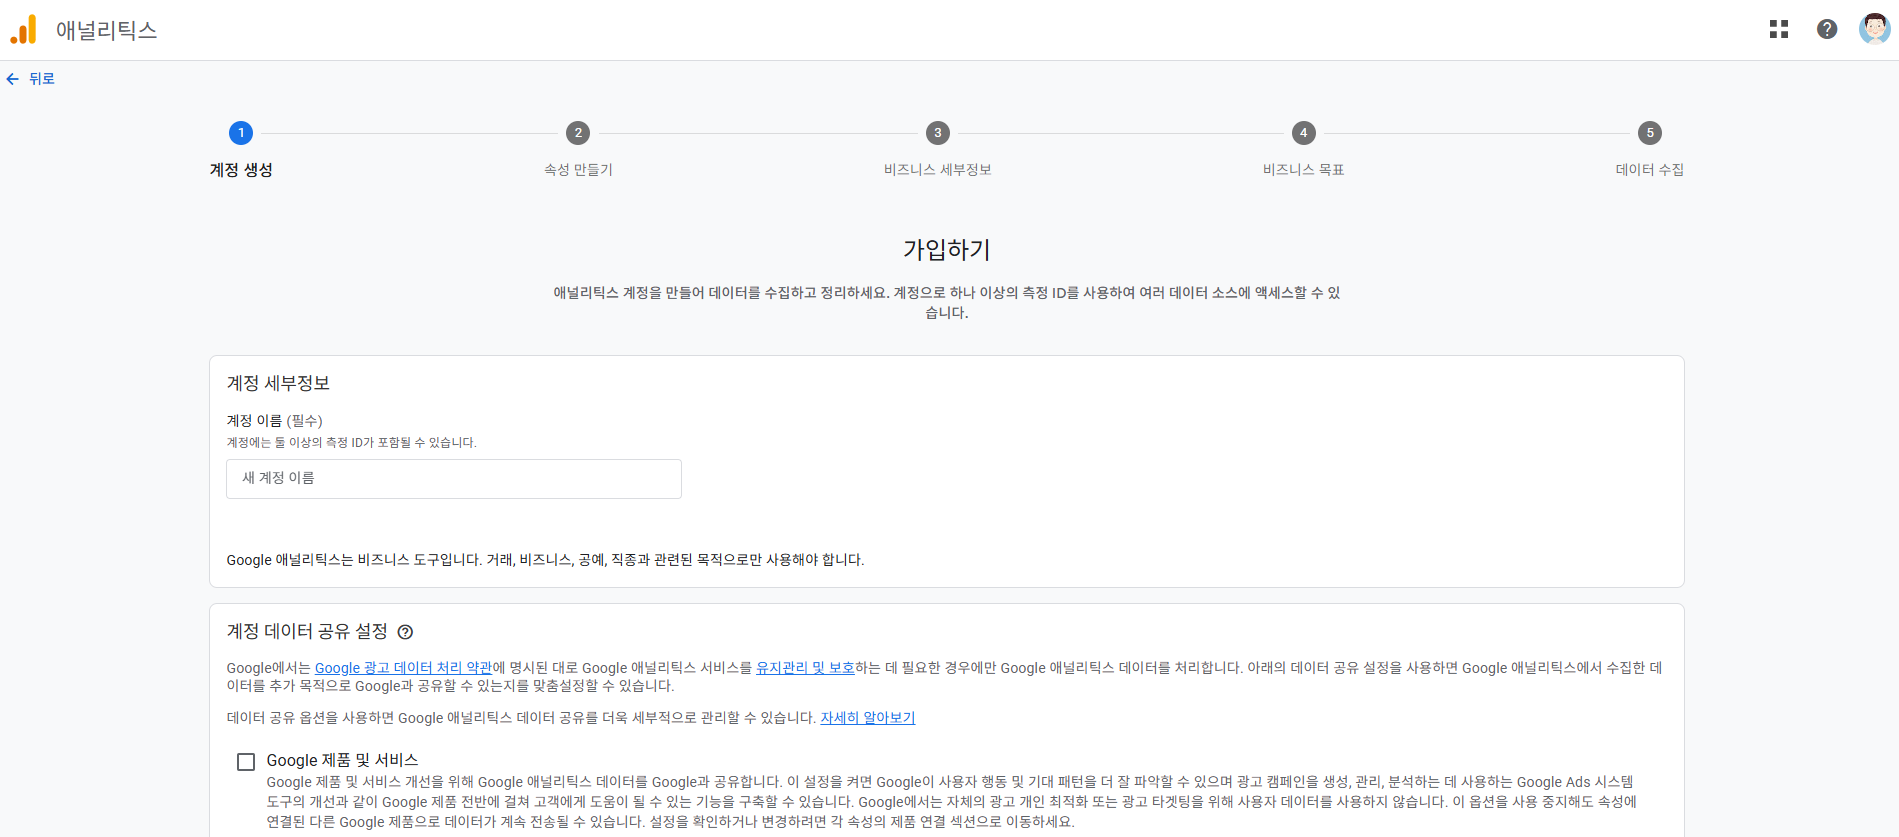 애널리틱스
뒤로
1
2
3
4
5
계정 생성
속성 만들기
비즈니스 세부정보
비즈니스 목표
데이터 수집
가입하기
애널리틱스 계정을 만들어 데이터를 수집하고 정리하세요. 계정으로 하나 이상의 측정 ID를 사용하여 여러 데이터 소스에 액세스할 수 있
습니다.
계정 세부정보
계정 이름 (필수)
계정에는 둘 이상의 측정 ID가 포함될 수 있습니다.
새 계정 이름
Google 애널리틱스는 비즈니스 도구입니다. 거래, 비즈니스, 공예, 직종과 관련된 목적으로만 사용해야 합니다.
계정 데이터 공유 설정
Google에서는 Google 광고 데이터 처리 약관에 명시된 대로 Google 애널리틱스 서비스를 유지관리 및 보호하는 데 필요한 경우에만 Google 애널리틱스 데이터를 처리합니다. 아래의 데이터 공유 설정을 사용하면 Google 애널리틱스에서 수집한 데
이터를 추가 목적으로 Google과 공유할 수 있는지를 맞춤설정할 수 있습니다.
데이터 공유 옵션을 사용하면 Google 애널리틱스 데이터 공유를 더욱 세부적으로 관리할 수 있습니다. 자세히 알아보기
Google 제품 및 서비스
Google 제품 및 서비스 개선을 위해 Google 애널리틱스 데이터를 Google과 공유합니다. 이 설정을 켜면 Google이 사용자 행동 및 기대 패턴을 더 잘 파악할 수 있으며 광고 캠페인을 생성, 관리, 분석하는 데 사용하는 Google Ads 시스템
도구의 개선과 같이 Google 제품 전반에 걸쳐 고객에게 도움이 될 수 있는 기능을 구축할 수 있습니다. Google에서는 자체의 광고 개인 최적화 또는 광고 타겟팅을 위해 사용자 데이터를 사용하지 않습니다. 이 옵션을 사용 중지해도 속성에
연결된 다른 Google 제품으로 데이터가 계속 전송될 수 있습니다. 설정을 확인하거나 변경하려면 각 속성의 제품 연결 섹션으로 이동하세요.